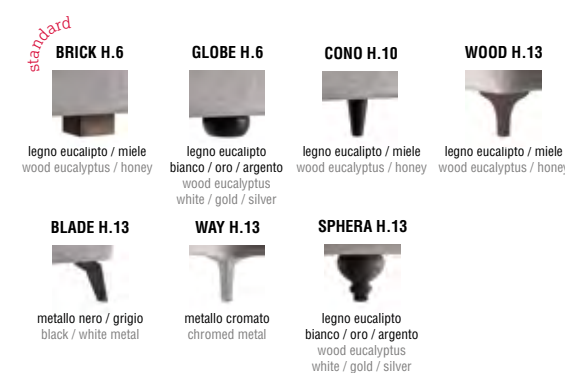 standard
BRICK H.6
legno eucalipto / miele
wood eucalyptus / honey
GLOBE H.6
legno eucalipto
bianco / oro / argento
wood eucalyptus
white / gold / silver
CONO H.10
legno eucalipto / miele
wood eucalyptus / honey
WOOD H.13
legno eucalipto / miele
wood eucalyptus / honey
BLADE H.13
metallo nero / grigio
black / white metal
WAY H.13
metallo cromato
chromed metal
SPHERA H.13
legno eucalipto
bianco / oro / argento
wood eucalyptus
white / gold / silver